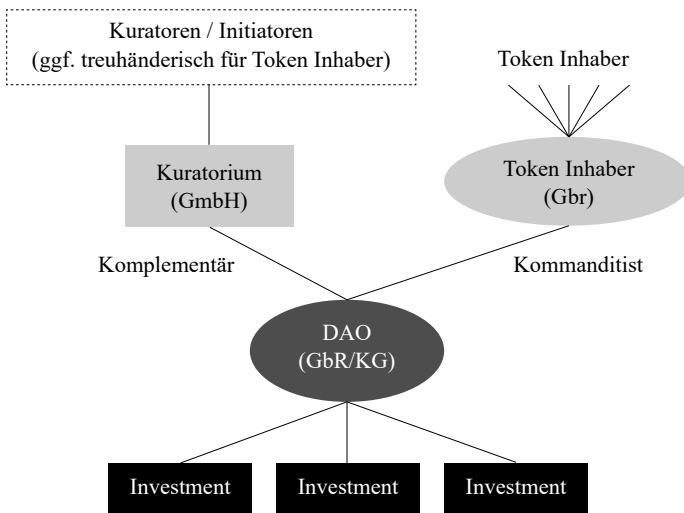 Kuratoren / Initiatoren
(ggf. treuhänderisch für Token Inhaber)
Token Inhaber
Kuratorium
(GmbH)
Token Inhaber
(Gbr)
Komplementär
Kommanditist
DAO
(GbR/KG)
Investment
Investment
Investment